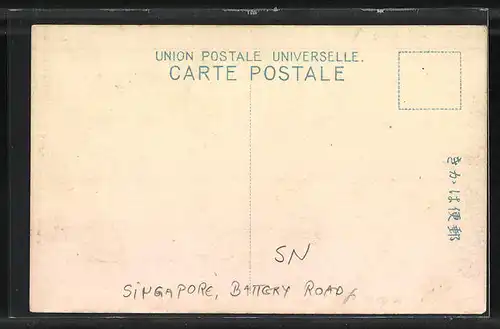 UNION POSTALE UNIVERSELLE.
CARTE POSTALE
きかは便郵
SN
SINGAPORE, BATTERY ROAD